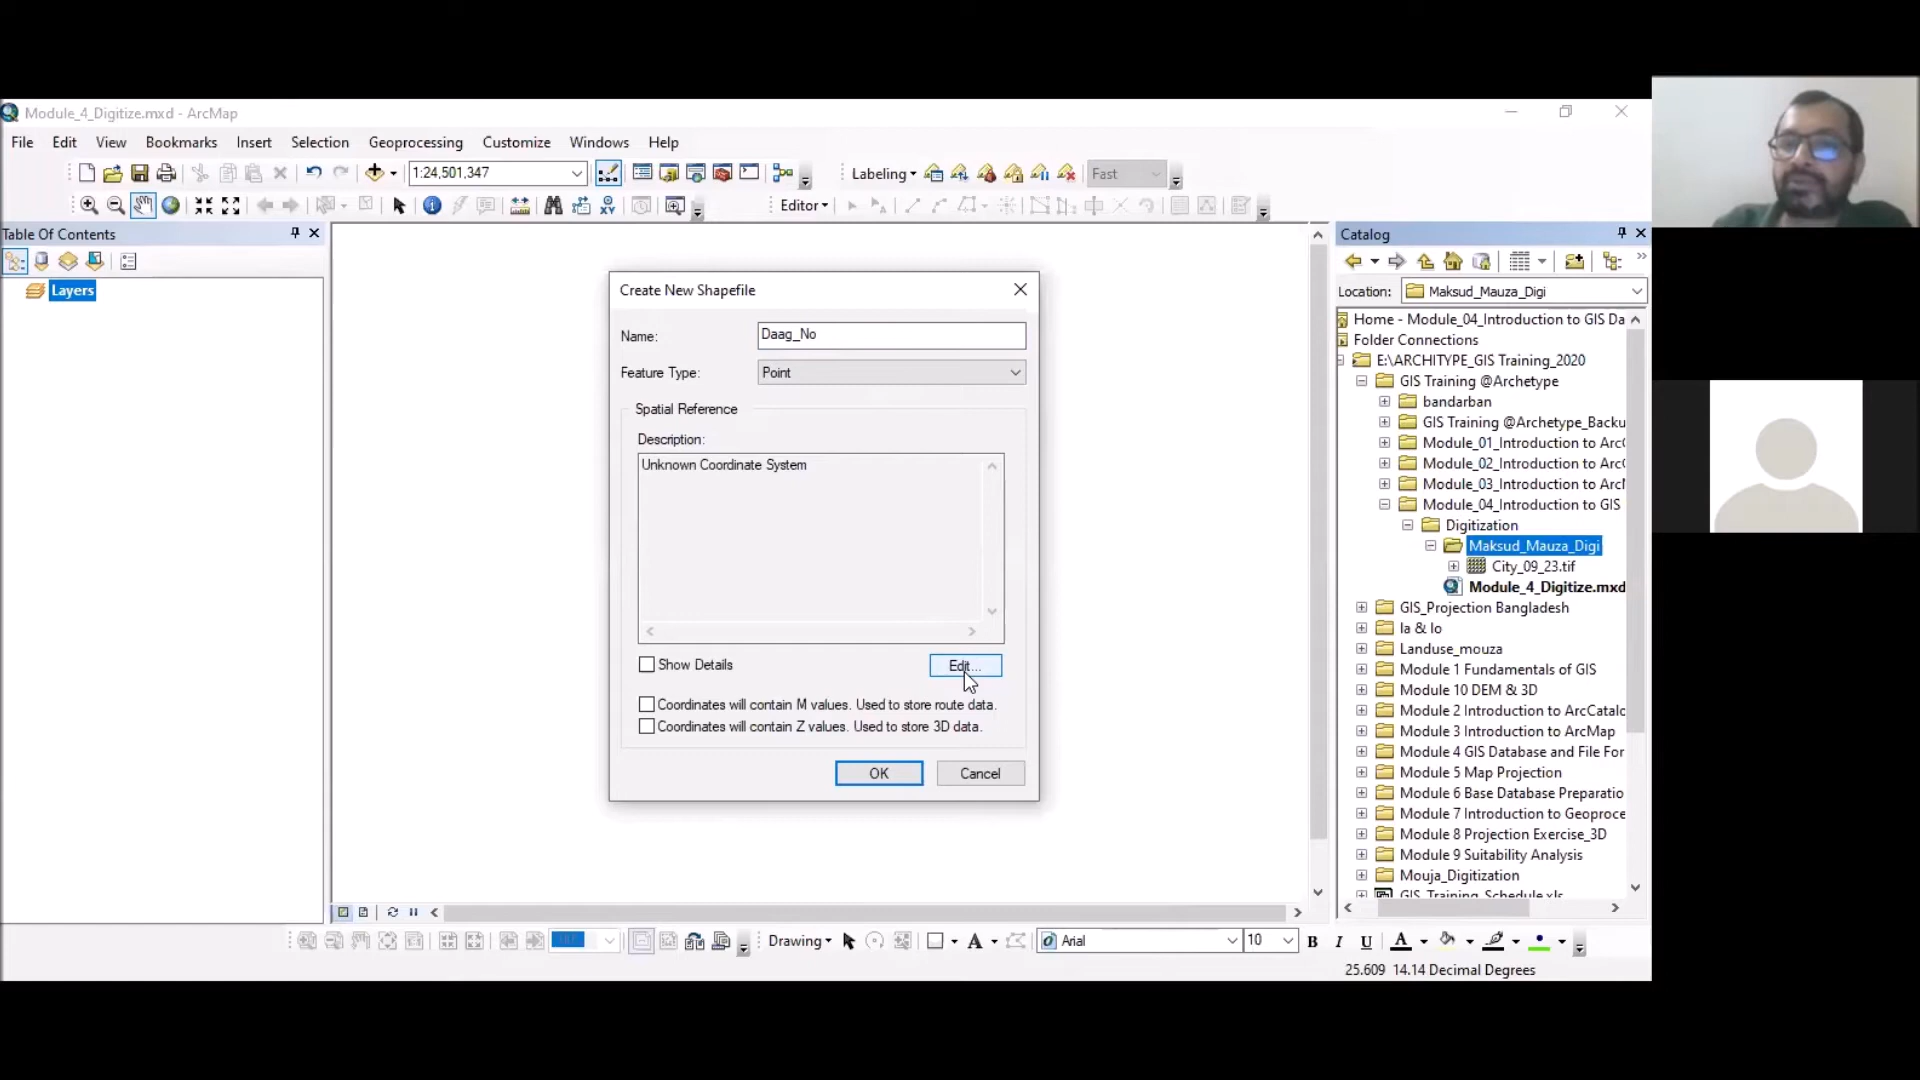 Module_4_Digitize.mxd - ArcMap
File Edit View Bookmarks Insert Selection Geoprocessing Customize Windows Help
1:24,501,347
Labeling
Fast
Editor
Table Of Contents
Layers
Create New Shapefile
Name:
Daag_No
Feature Type:
Point
Spatial Reference
Description:
Unknown Coordinate System
Show Details
Edit...
Coordinates will contain M values. Used to store route data.
Coordinates will contain Z values. Used to store 3D data.
OK
Cancel
Catalog
Location:
Maksud_Mauza_Digi
Home - Module_04_Introduction to GIS Da
Folder Connections
E:\ARCHITYPE_GIS Training_2020
GIS Training @Archetype
bandarban
GIS Training @Archetype_Backu
Module_01_Introduction to Arc
Module_02_Introduction to Arc
Module_03_Introduction to Arc
Module_04_Introduction to GIS
Digitization
Maksud_Mauza_Digi
City_09_23.tif
Module_4_Digitize.mxd
GIS_Projection Bangladesh
la & lo
Landuse_mouza
Module 1 Fundamentals of GIS
Module 10 DEM & 3D
Module 2 Introduction to ArcCatalo
Module 3 Introduction to ArcMap
Module 4 GIS Database and File For
Module 5 Map Projection
Module 6 Base Database Preparatio
Module 7 Introduction to Geoproce
Module 8 Projection Exercise_3D
Module 9 Suitability Analysis
Mouja_Digitization
GIS_Training_Schedule.xls
Drawing
A
Arial
10
B I U A
25.609 14.14 Decimal Degrees